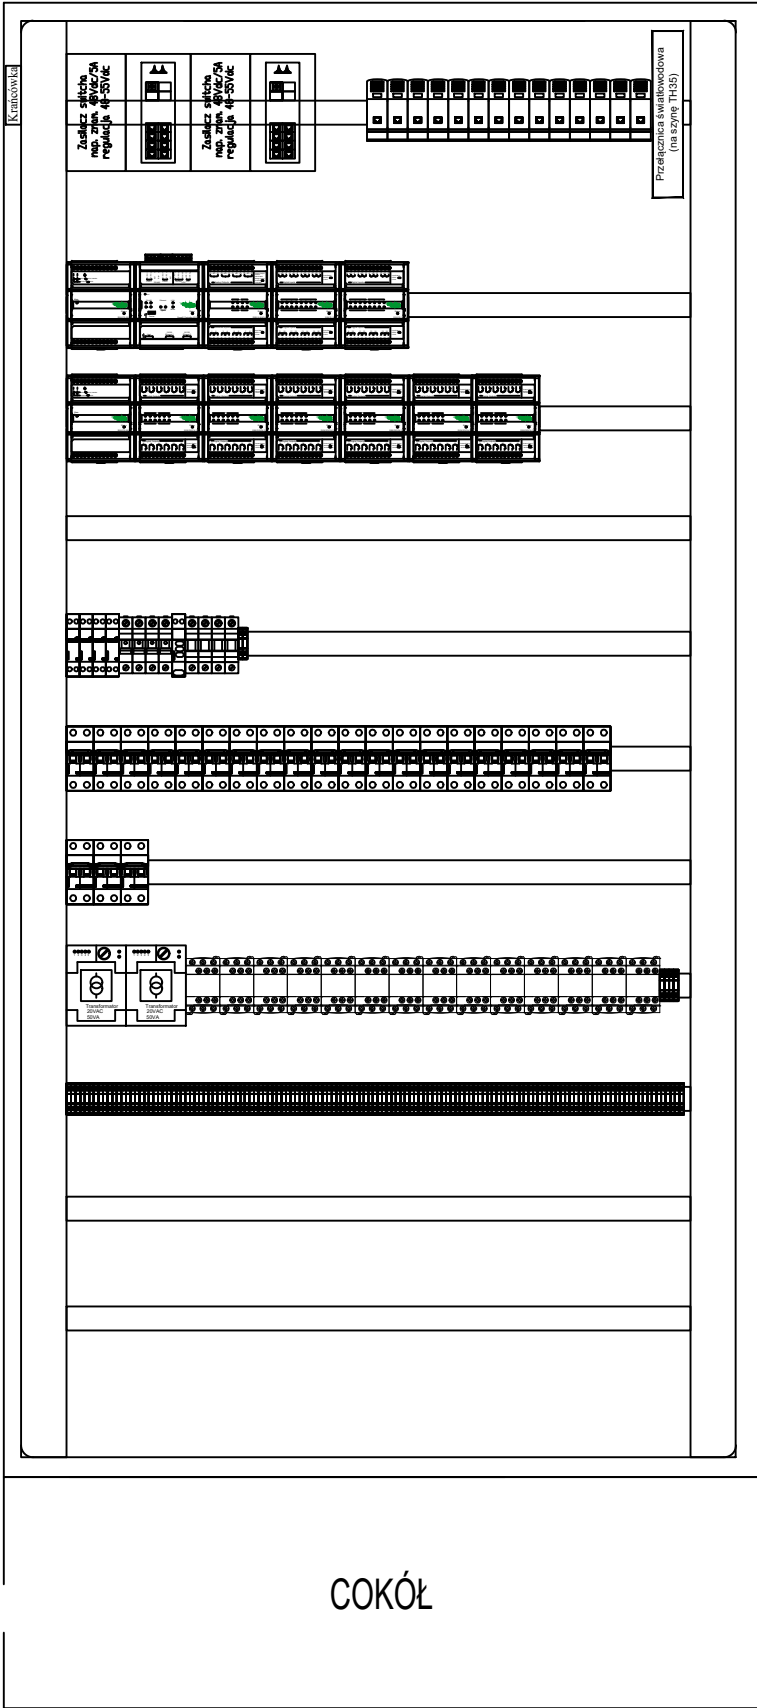 Krańcówka
Zasilacz switcha
nap. znam. 48Vdc/5A
regulacja 48-55Vdc
Zasilacz switcha
nap. znam. 48Vdc/5A
regulacja 48-55Vdc
Przełącznica światłowodowa
(na szynę TH35)
Transformator
20VAC
50VA
Transformator
20VAC
50VA
COKÓŁ